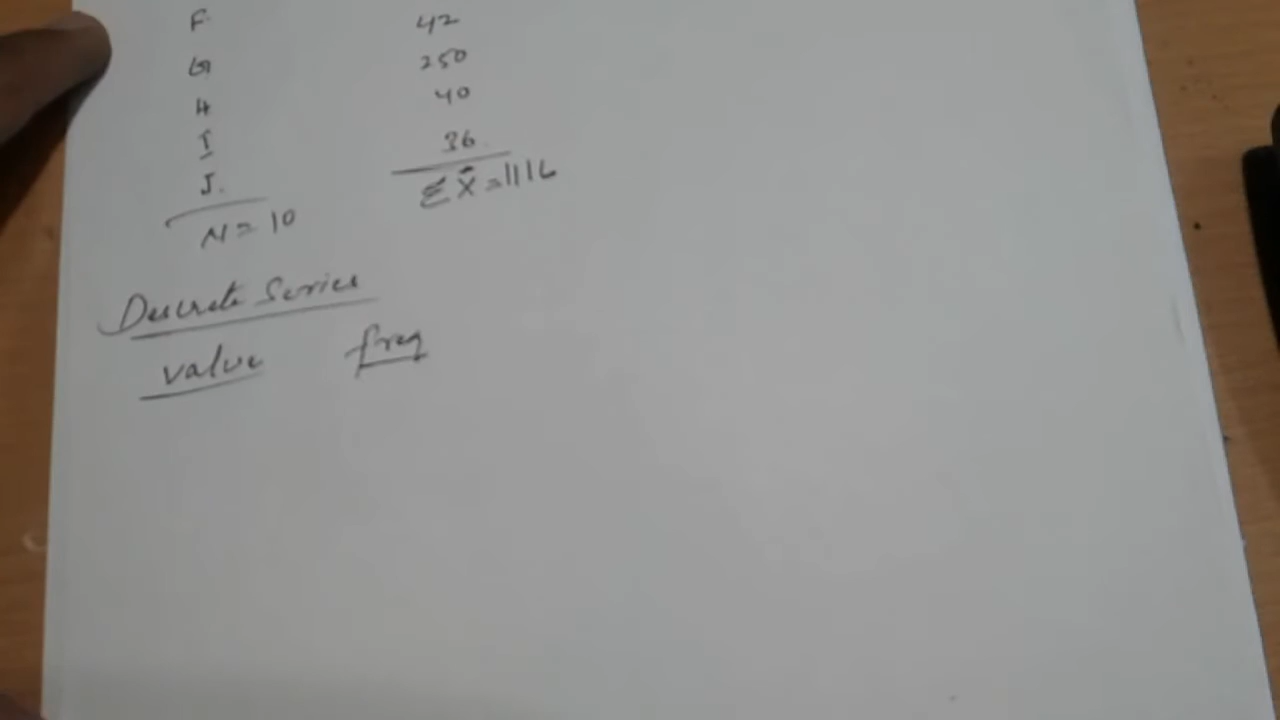 F 42
G 250
H 40
I 36
J.
N = 10 ΣX = 1116
Discrete Series
value freq